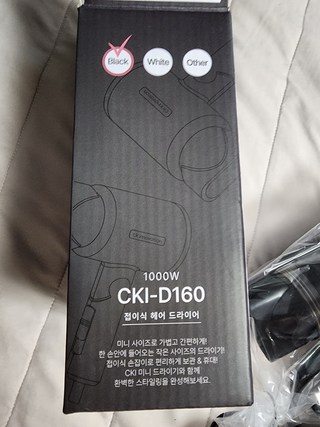 Black White Other
1000W
CKI-D160
접이식 헤어 드라이어
미니 사이즈로 가볍고 간편하게!
한 손안에 들어오는 작은 사이즈의 드라이기!
접이식 손잡이로 편리하게 보관 & 휴대!
CKI 미니 드라이기와 함께
완벽한 스타일링을 완성해보세요.